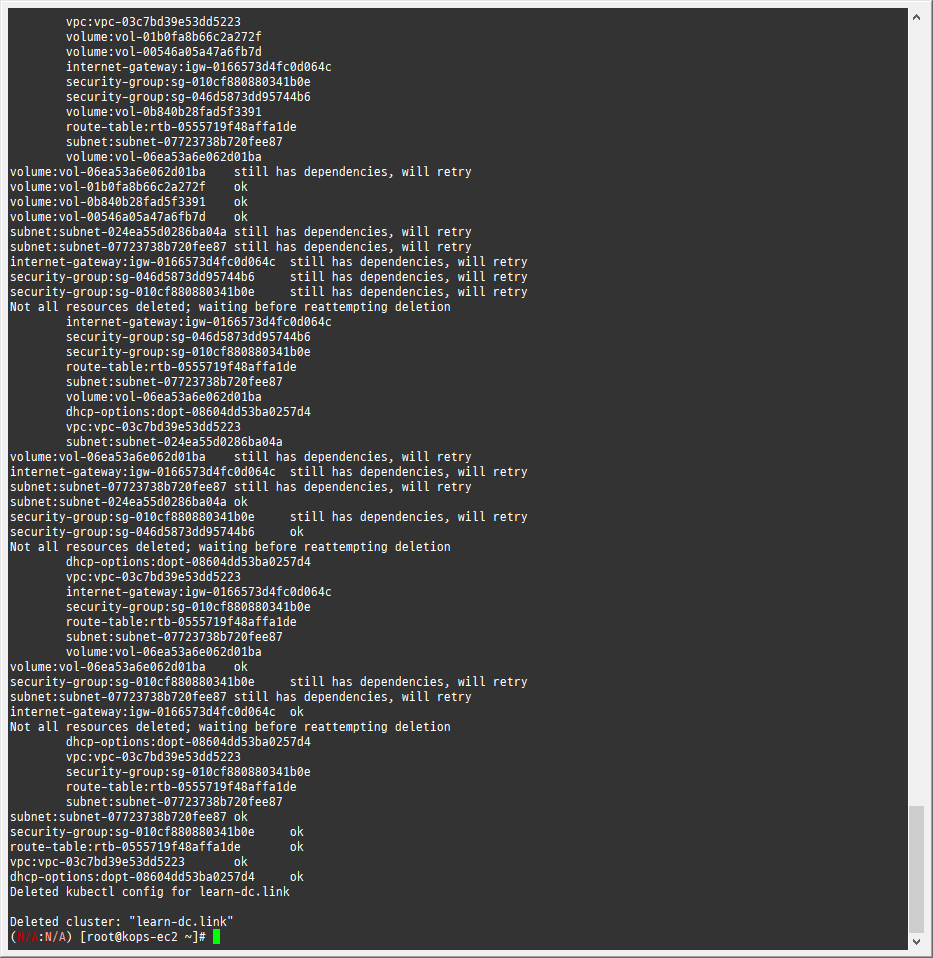 vpc:vpc-03c7bd39e53dd5223
volume:vol-01b0fa8b66c2a272f
volume:vol-00546a05a47a6fb7d
internet-gateway:igw-0166573d4fc0d064c
security-group:sg-010cf880880341b0e
security-group:sg-046d5873dd95744b6
volume:vol-0b840b28fad5f3391
route-table:rtb-0555719f48affa1de
subnet:subnet-07723738b720fee87
volume:vol-06ea53a6e062d01ba
volume:vol-06ea53a6e062d01ba    still has dependencies, will retry
volume:vol-01b0fa8b66c2a272f    ok
volume:vol-0b840b28fad5f3391    ok
volume:vol-00546a05a47a6fb7d    ok
subnet:subnet-024ea55d0286ba04a still has dependencies, will retry
subnet:subnet-07723738b720fee87 still has dependencies, will retry
internet-gateway:igw-0166573d4fc0d064c  still has dependencies, will retry
security-group:sg-046d5873dd95744b6     still has dependencies, will retry
security-group:sg-010cf880880341b0e     still has dependencies, will retry
Not all resources deleted; waiting before reattempting deletion
internet-gateway:igw-0166573d4fc0d064c
security-group:sg-046d5873dd95744b6
security-group:sg-010cf880880341b0e
route-table:rtb-0555719f48affa1de
subnet:subnet-07723738b720fee87
volume:vol-06ea53a6e062d01ba
dhcp-options:dopt-08604dd53ba0257d4
vpc:vpc-03c7bd39e53dd5223
subnet:subnet-024ea55d0286ba04a
volume:vol-06ea53a6e062d01ba    still has dependencies, will retry
internet-gateway:igw-0166573d4fc0d064c  still has dependencies, will retry
subnet:subnet-07723738b720fee87 still has dependencies, will retry
subnet:subnet-024ea55d0286ba04a ok
security-group:sg-010cf880880341b0e     still has dependencies, will retry
security-group:sg-046d5873dd95744b6     ok
Not all resources deleted; waiting before reattempting deletion
dhcp-options:dopt-08604dd53ba0257d4
vpc:vpc-03c7bd39e53dd5223
internet-gateway:igw-0166573d4fc0d064c
security-group:sg-010cf880880341b0e
route-table:rtb-0555719f48affa1de
subnet:subnet-07723738b720fee87
volume:vol-06ea53a6e062d01ba
volume:vol-06ea53a6e062d01ba    ok
security-group:sg-010cf880880341b0e     still has dependencies, will retry
subnet:subnet-07723738b720fee87 still has dependencies, will retry
internet-gateway:igw-0166573d4fc0d064c  ok
Not all resources deleted; waiting before reattempting deletion
dhcp-options:dopt-08604dd53ba0257d4
vpc:vpc-03c7bd39e53dd5223
security-group:sg-010cf880880341b0e
route-table:rtb-0555719f48affa1de
subnet:subnet-07723738b720fee87
subnet:subnet-07723738b720fee87 ok
security-group:sg-010cf880880341b0e     ok
route-table:rtb-0555719f48affa1de       ok
vpc:vpc-03c7bd39e53dd5223       ok
dhcp-options:dopt-08604dd53ba0257d4     ok
Deleted kubectl config for learn-dc.link
Deleted cluster: "learn-dc.link"
(N/A:N/A) [root@kops-ec2 ~]#